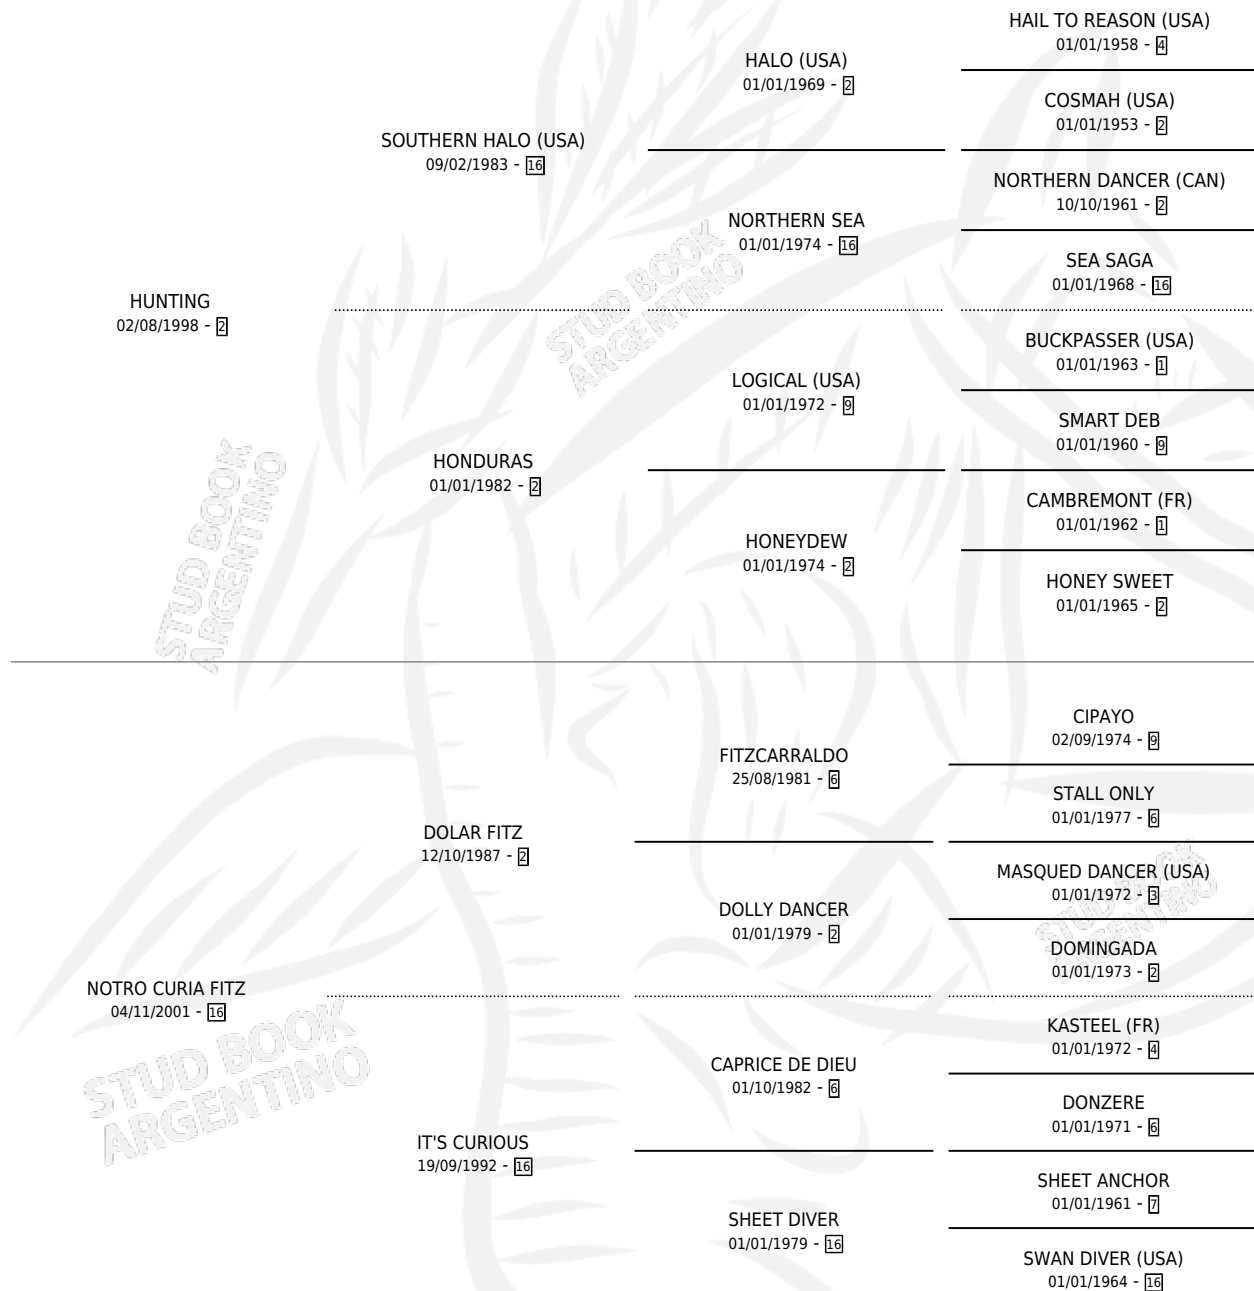 HAIL TO REASON (USA)
01/01/1958 - 4
HALO (USA)
01/01/1969 - 2
COSMAH (USA)
01/01/1953 - 2
SOUTHERN HALO (USA)
09/02/1983 - 16
NORTHERN DANCER (CAN)
10/10/1961 - 2
NORTHERN SEA
01/01/1974 - 16
SEA SAGA
01/01/1968 - 16
HUNTING
02/08/1998 - 2
BUCKPASSER (USA)
01/01/1963 - 1
LOGICAL (USA)
01/01/1972 - 9
SMART DEB
01/01/1960 - 9
HONDURAS
01/01/1982 - 2
CAMBREMONT (FR)
01/01/1962 - 1
HONEYDEW
01/01/1974 - 2
HONEY SWEET
01/01/1965 - 2
CIPAYO
02/09/1974 - 9
FITZCARRALDO
25/08/1981 - 6
STALL ONLY
01/01/1977 - 6
DOLAR FITZ
12/10/1987 - 2
MASQUED DANCER (USA)
01/01/1972 - 3
DOLLY DANCER
01/01/1979 - 2
DOMINGADA
01/01/1973 - 2
NOTRO CURIA FITZ
04/11/2001 - 16
KASTEEL (FR)
01/01/1972 - 4
CAPRICE DE DIEU
01/10/1982 - 6
DONZERE
01/01/1971 - 6
IT'S CURIOUS
19/09/1992 - 16
SHEET ANCHOR
01/01/1961 - 7
SHEET DIVER
01/01/1979 - 16
SWAN DIVER (USA)
01/01/1964 - 16
STUD BOOK
ARGENTINO
STUD BOOK
ARGENTINO
STUD BOOK
ARGENTINO
STUD BOOK
ARGENTINO